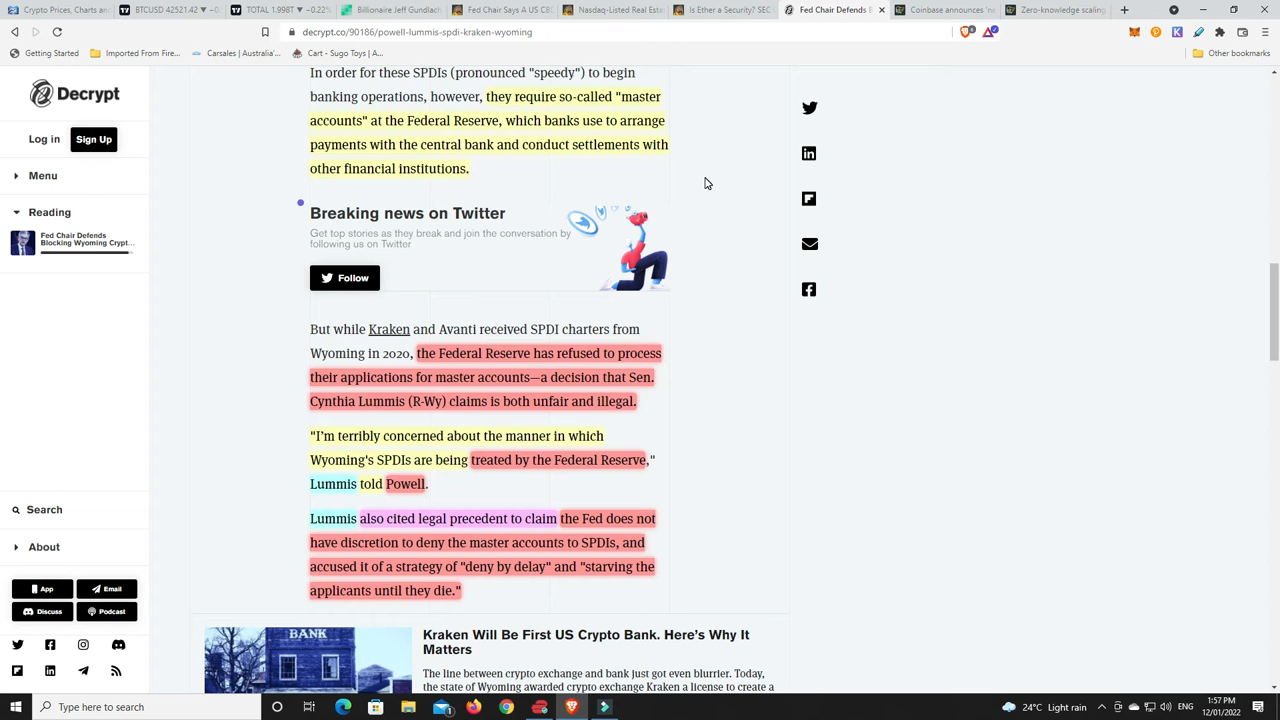 Crypto Prices, Charts and
BTCUSD 42521.42 ▼ −0
TOTAL 1.998T ▼ −0.22%
Billionaire Jeff Gundlach
Fed Chair Says A US CBC
Nasdaq-Listed Real Estat
Is Ether a Security? SEC
Fed Chair Defends B
Coinbase announces 'n
Zero-knowledge scaling
decrypt.co/90186/powell-lummis-spdi-kraken-wyoming
Getting Started
Imported From Fire...
Carsales | Australia'...
Cart - Sugo Toys | A...
Other bookmarks
Decrypt
Log in
Sign Up
Menu
Reading
Fed Chair Defends
Blocking Wyoming Crypt...
Search
About
App
Email
Discuss
Podcast
In order for these SPDIs (pronounced "speedy") to begin
banking operations, however, they require so-called "master
accounts" at the Federal Reserve, which banks use to arrange
payments with the central bank and conduct settlements with
other financial institutions.
Breaking news on Twitter
Get top stories as they break and join the conversation by
following us on Twitter
Follow
But while Kraken and Avanti received SPDI charters from
Wyoming in 2020, the Federal Reserve has refused to process
their applications for master accounts—a decision that Sen.
Cynthia Lummis (R-Wy) claims is both unfair and illegal.
"I'm terribly concerned about the manner in which
Wyoming's SPDIs are being treated by the Federal Reserve,"
Lummis told Powell.
Lummis also cited legal precedent to claim the Fed does not
have discretion to deny the master accounts to SPDIs, and
accused it of a strategy of "deny by delay" and "starving the
applicants until they die."
BANK
Kraken Will Be First US Crypto Bank. Here's Why It
Matters
The line between crypto exchange and bank just got even blurrier. Today,
the state of Wyoming awarded crypto exchange Kraken a license to create a
Type here to search
24°C Light rain
ENG
1:57 PM
12/01/2022